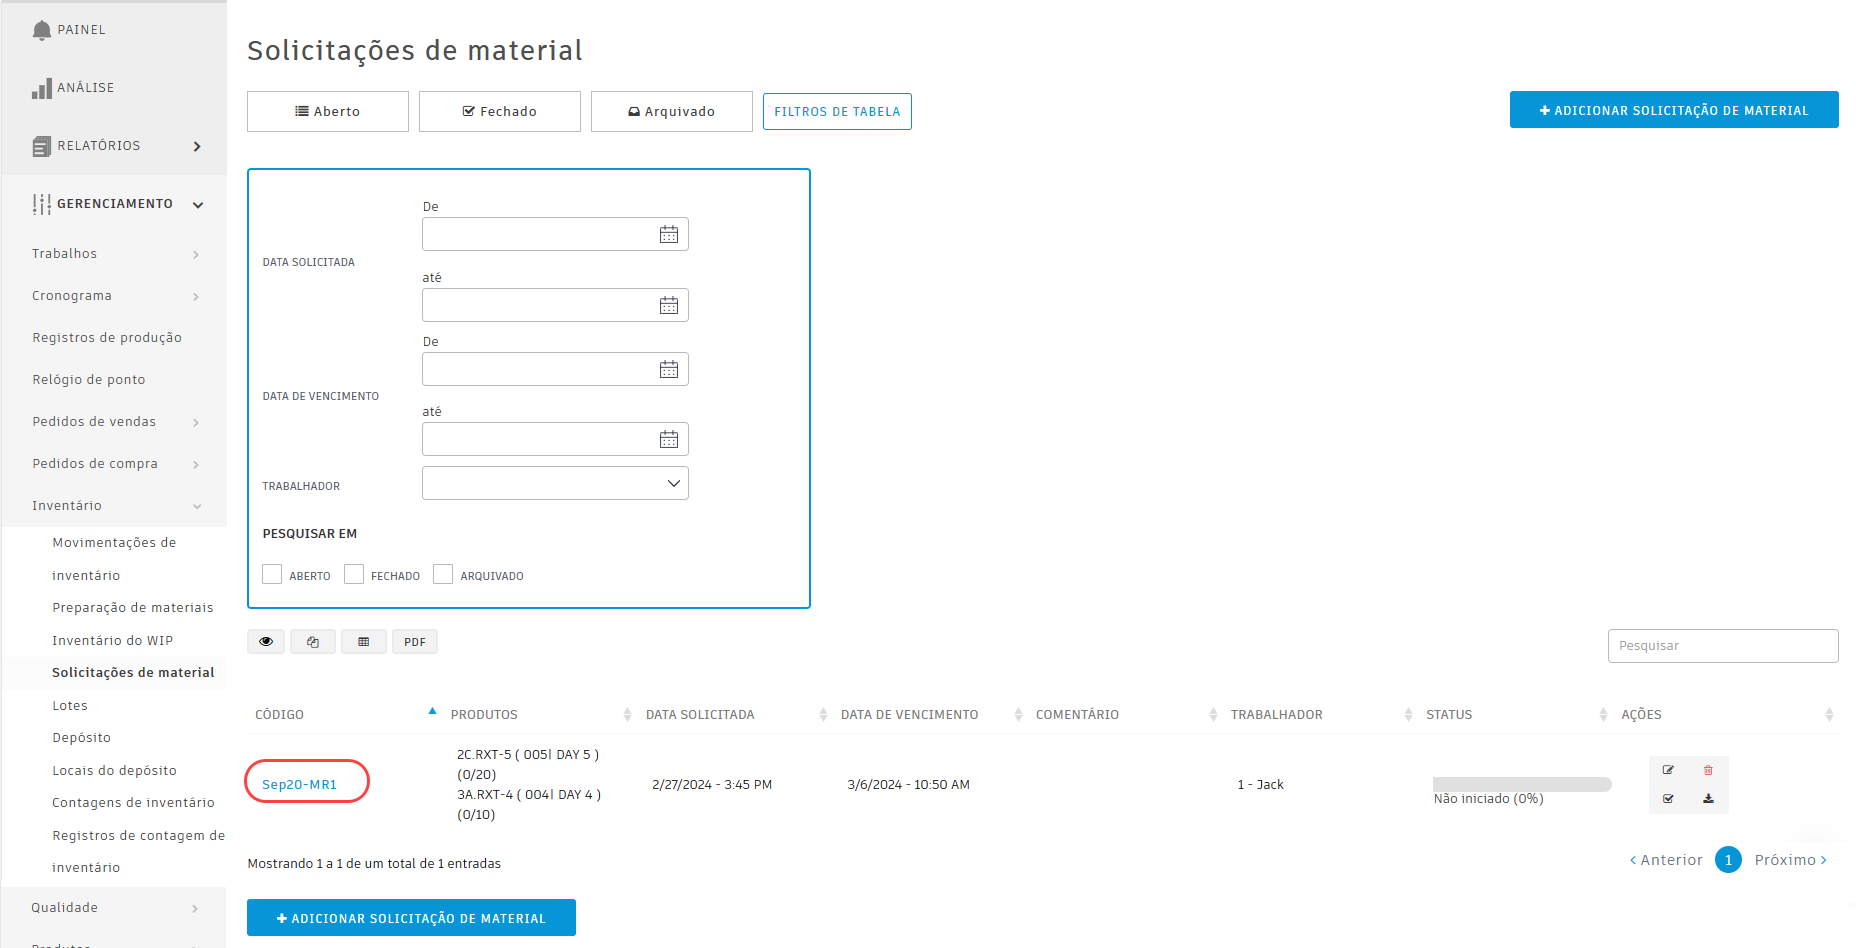 PAINEL
ANÁLISE
RELATÓRIOS
GERENCIAMENTO
Trabalhos
Cronograma
Registros de produção
Relógio de ponto
Pedidos de vendas
Pedidos de compra
Inventário
Movimentações de
inventário
Preparação de materiais
Inventário do WIP
Solicitações de material
Lotes
Depósito
Locais do depósito
Contagens de inventário
Registros de contagem de
inventário
Qualidade
Produtos
Solicitações de material
Aberto
Fechado
Arquivado
FILTROS DE TABELA
ADICIONAR SOLICITAÇÃO DE MATERIAL
De
DATA SOLICITADA
até
De
DATA DE VENCIMENTO
até
TRABALHADOR
PESQUISAR EM
ABERTO FECHADO ARQUIVADO
PDF
Pesquisar
CÓDIGO PRODUTOS DATA SOLICITADA DATA DE VENCIMENTO COMENTÁRIO TRABALHADOR STATUS AÇÕES
Sep20-MR1
2C.RXT-5 ( 005| DAY 5 )
(0/20)
3A.RXT-4 ( 004| DAY 4 )
(0/10)
2/27/2024 - 3:45 PM
3/6/2024 - 10:50 AM
1 - Jack
Não iniciado (0%)
Mostrando 1 a 1 de um total de 1 entradas
Anterior 1 Próximo
ADICIONAR SOLICITAÇÃO DE MATERIAL